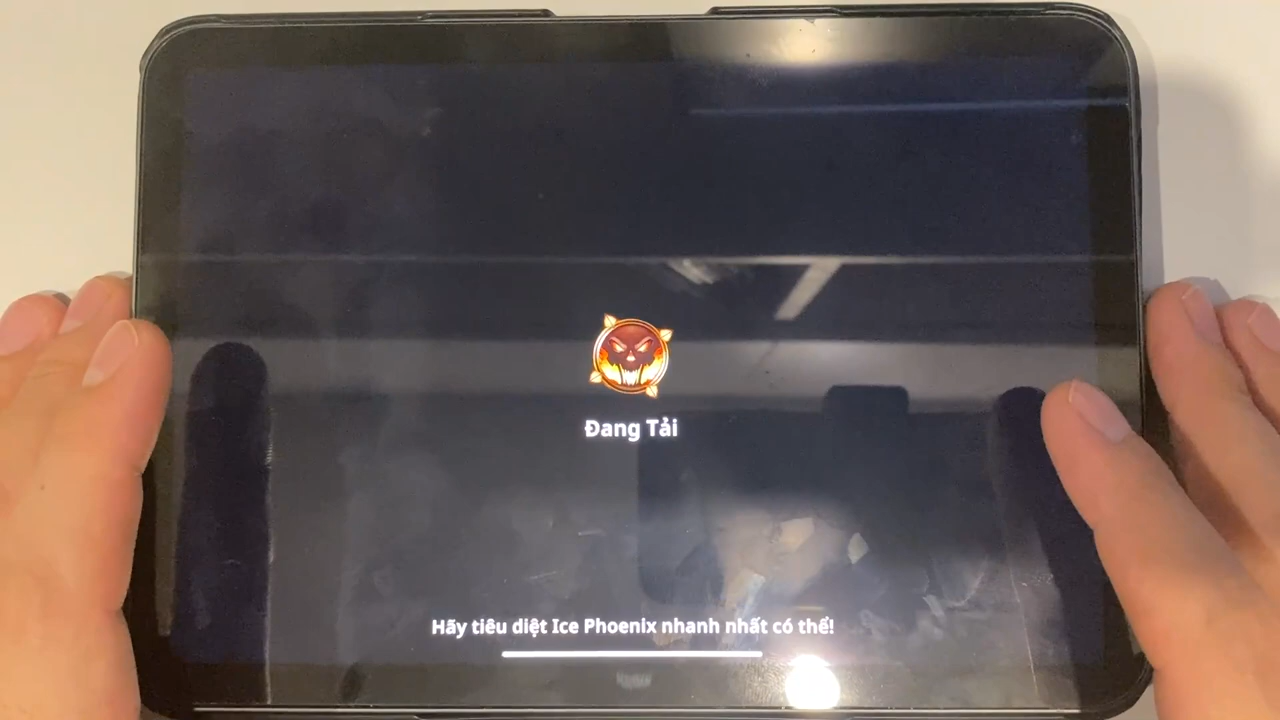 Đang Tải
Hãy tiêu diệt Ice Phoenix nhanh nhất có thể!